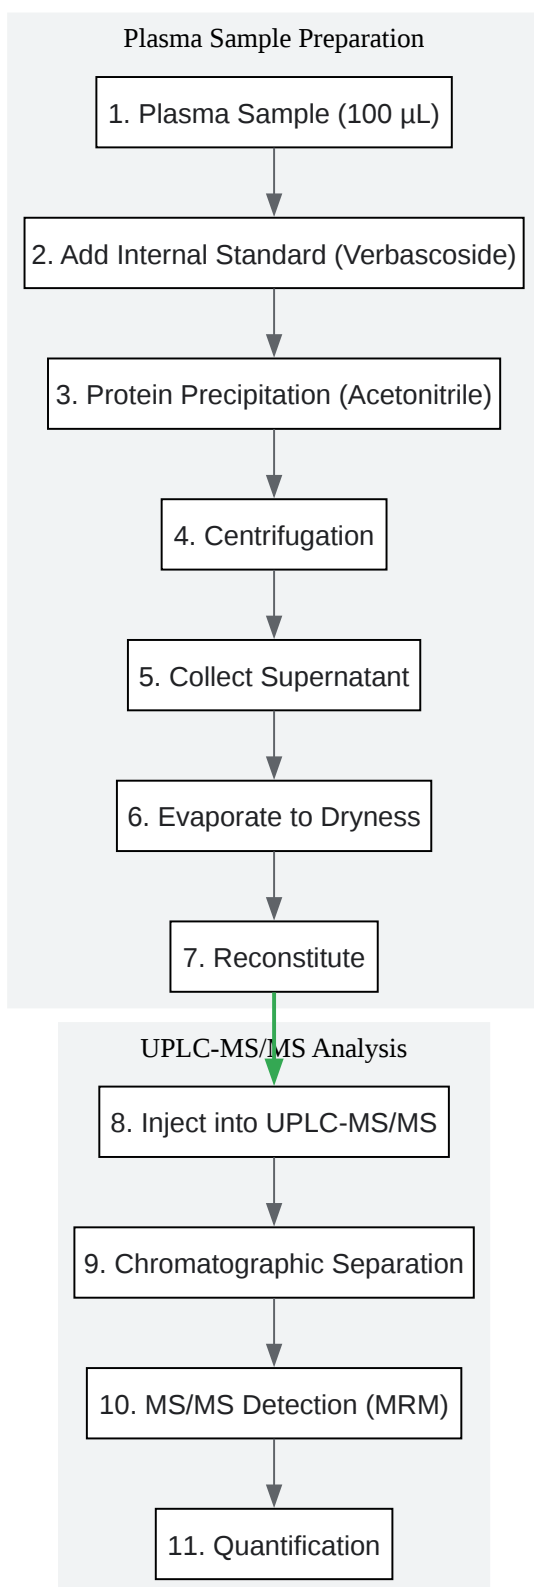 Plasma Sample Preparation
1. Plasma Sample (100 µL)
2. Add Internal Standard (Verbascoside)
3. Protein Precipitation (Acetonitrile)
4. Centrifugation
5. Collect Supernatant
6. Evaporate to Dryness
7. Reconstitute
UPLC-MS/MS Analysis
8. Inject into UPLC-MS/MS
9. Chromatographic Separation
10. MS/MS Detection (MRM)
11. Quantification